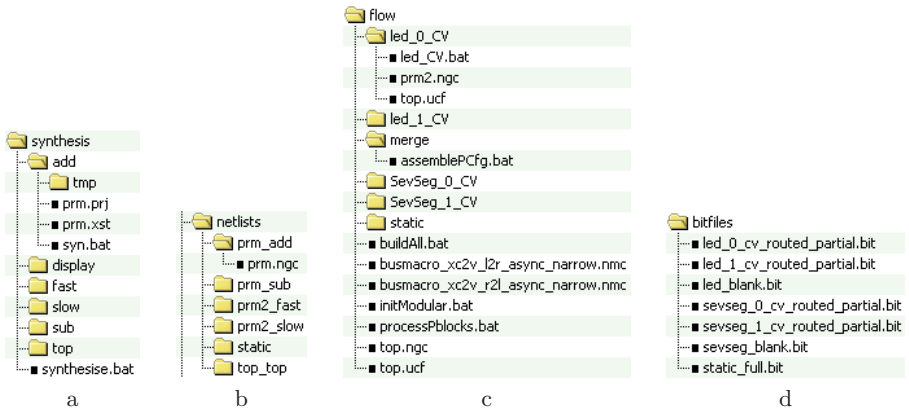 synthesis
add
tmp
prm.prj
prm.xst
syn.bat
display
fast
slow
sub
top
synthesise.bat
a
netlists
prm_add
prm.ngc
prm_sub
prm2_fast
prm2_slow
static
top_top
b
flow
led_0_CV
led_CV.bat
prm2.ngc
top.ucf
led_1_CV
merge
assemblePCfg.bat
SevSeg_0_CV
SevSeg_1_CV
static
buildAll.bat
busmacro_xc2v_l2r_async_narrow.nmc
busmacro_xc2v_r2l_async_narrow.nmc
initModular.bat
processPblocks.bat
top.ngc
top.ucf
c
bitfiles
led_0_cv_routed_partial.bit
led_1_cv_routed_partial.bit
led_blank.bit
sevseg_0_cv_routed_partial.bit
sevseg_1_cv_routed_partial.bit
sevseg_blank.bit
static_full.bit
d